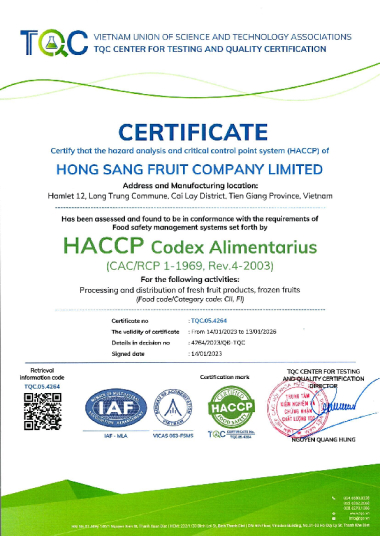 TQC
VIETNAM UNION OF SCIENCE AND TECHNOLOGY ASSOCIATIONS
TQC CENTER FOR TESTING AND QUALITY CERTIFICATION
CERTIFICATE
Certify that the hazard analysis and critical control point system (HACCP) of
HONG SANG FRUIT COMPANY LIMITED
Address and Manufacturing location:
Hamlet 12, Long Trung Commune, Cai Lay District, Tien Giang Province, Vietnam
Has been assessed and found to be in conformance with the requirements of
Food safety management systems set forth by
HACCP Codex Alimentarius
(CAC/RCP 1-1969, Rev.4-2003)
For the following activities:
Processing and distribution of fresh fruit products, frozen fruits
(Food code/Category code: CII, FI)
Certificate no : TQC.05.4264
The validity of certificate : From 14/01/2023 to 13/01/2026
Details in decision no : 4264/2023/QĐ-TQC
Signed date : 14/01/2023
Retrieval
information code
TQC.05.4264
IAF
IAF - MLA
VIETNAM
VICAS 003-FSMS
Certification mark
CERTIFIED
HACCP
TQC
TQC.05.4264
TQC CENTER FOR TESTING
AND QUALITY CERTIFICATION
DIRECTOR
TRUNG TÂM
KIỂM NGHIỆM VÀ
CHỨNG NHẬN
CHẤT LƯỢNG TQC
NGUYEN QUANG HUNG